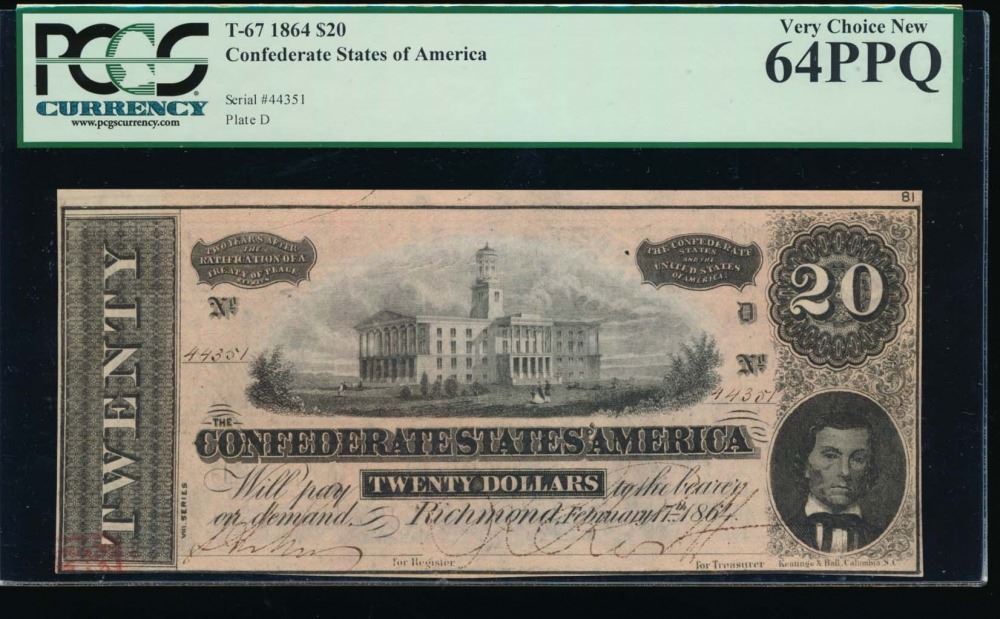 PCGS
CURRENCY
www.pcgscurrency.com
T-67 1864 $20
Confederate States of America
Serial #44351
Plate D
Very Choice New
64PPQ
81
TWENTY
TWO YEARS AFTER
THE
RATIFICATION OF A
TREATY OF PEACE
BETWEEN
THE CONFEDERATE
STATES
AND THE
UNITED STATES
OF AMERICA.
20
No
D
44351
No
44351
THE
CONFEDERATE STATES OF AMERICA
Will pay TWENTY DOLLARS to the bearer
on demand. Richmond, February 17th 1864.
VIII. SERIES
for Register
for Treasurer
Keatinge & Ball, Columbia S.C.